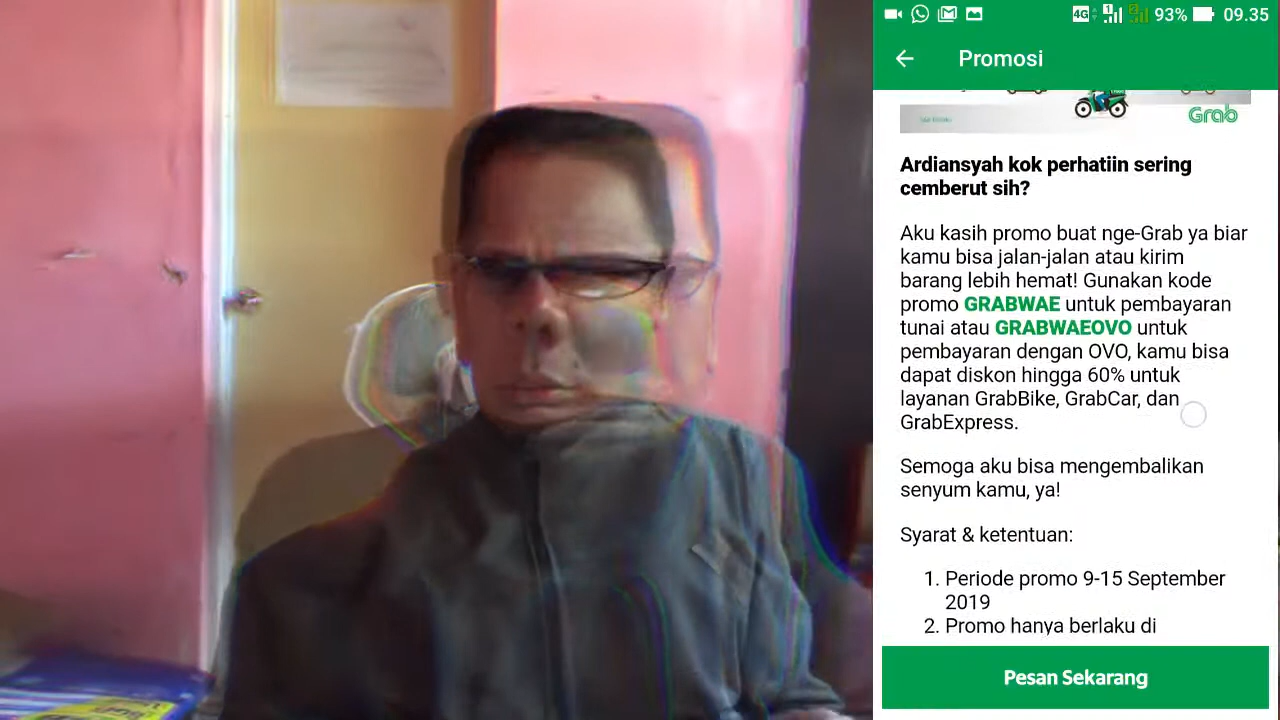 4G 1 2 93% 09.35
Promosi
Grab
Ardiansyah kok perhatiin sering
cemberut sih?
Aku kasih promo buat nge-Grab ya biar
kamu bisa jalan-jalan atau kirim
barang lebih hemat! Gunakan kode
promo GRABWAE untuk pembayaran
tunai atau GRABWAEOVO untuk
pembayaran dengan OVO, kamu bisa
dapat diskon hingga 60% untuk
layanan GrabBike, GrabCar, dan
GrabExpress.
Semoga aku bisa mengembalikan
senyum kamu, ya!
Syarat & ketentuan:
1. Periode promo 9-15 September
2019
2. Promo hanya berlaku di
Pesan Sekarang